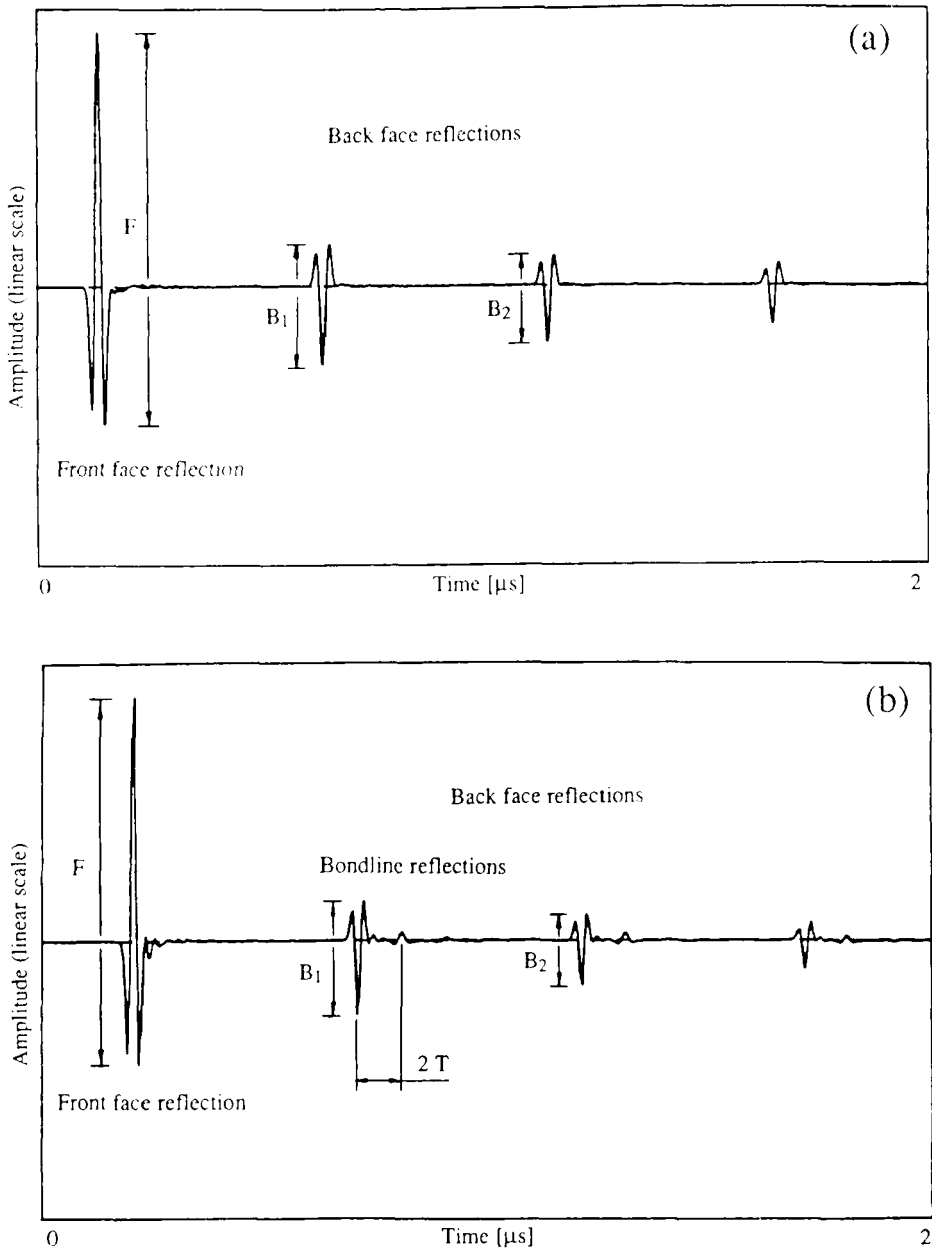 (a)
Back face reflections
Amplitude (linear scale)
F
B1
B2
Front face reflection
0
Time [μs]
2
(b)
Back face reflections
Bondline reflections
Amplitude (linear scale)
F
B1
B2
2 T
Front face reflection
0
Time [μs]
2